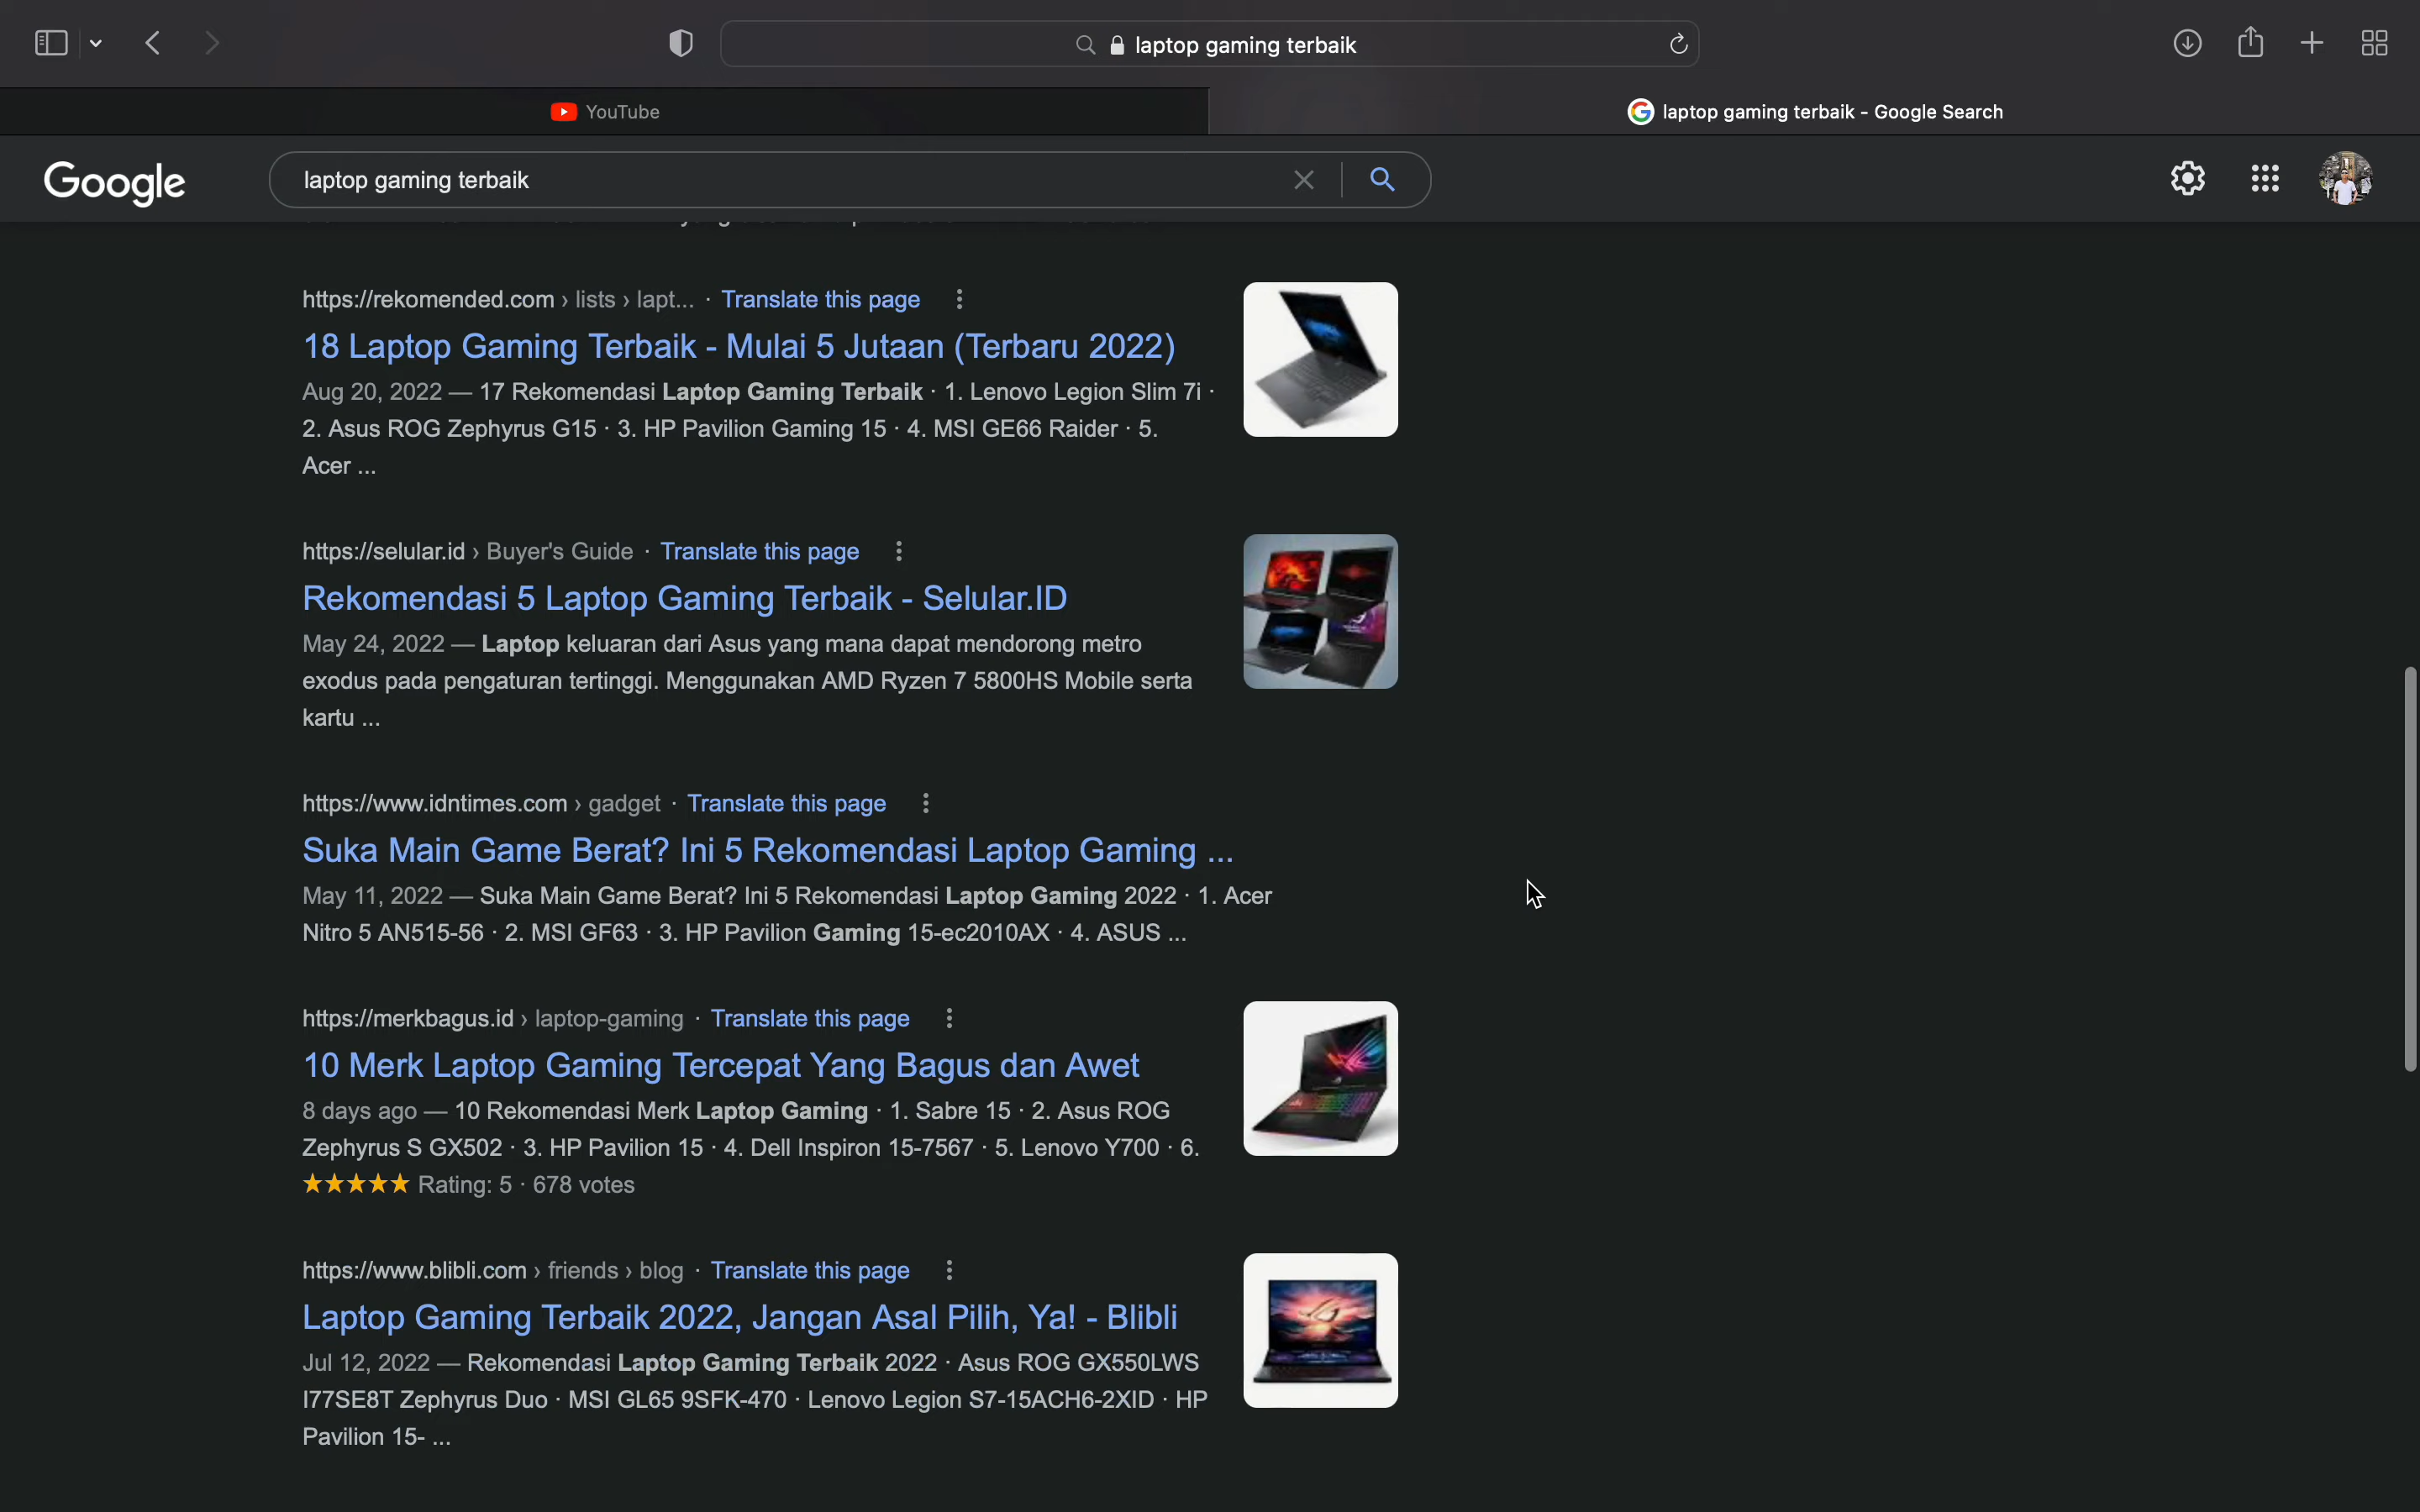 laptop gaming terbaik
YouTube
laptop gaming terbaik - Google Search
Google
laptop gaming terbaik
https://rekomended.com › lists › lapt... · Translate this page
18 Laptop Gaming Terbaik - Mulai 5 Jutaan (Terbaru 2022)
Aug 20, 2022 — 17 Rekomendasi Laptop Gaming Terbaik · 1. Lenovo Legion Slim 7i ·
2. Asus ROG Zephyrus G15 · 3. HP Pavilion Gaming 15 · 4. MSI GE66 Raider · 5.
Acer ...
https://selular.id › Buyer's Guide · Translate this page
Rekomendasi 5 Laptop Gaming Terbaik - Selular.ID
May 24, 2022 — Laptop keluaran dari Asus yang mana dapat mendorong metro
exodus pada pengaturan tertinggi. Menggunakan AMD Ryzen 7 5800HS Mobile serta
kartu ...
https://www.idntimes.com › gadget · Translate this page
Suka Main Game Berat? Ini 5 Rekomendasi Laptop Gaming ...
May 11, 2022 — Suka Main Game Berat? Ini 5 Rekomendasi Laptop Gaming 2022 · 1. Acer
Nitro 5 AN515-56 · 2. MSI GF63 · 3. HP Pavilion Gaming 15-ec2010AX · 4. ASUS ...
https://merkbagus.id › laptop-gaming · Translate this page
10 Merk Laptop Gaming Tercepat Yang Bagus dan Awet
8 days ago — 10 Rekomendasi Merk Laptop Gaming · 1. Sabre 15 · 2. Asus ROG
Zephyrus S GX502 · 3. HP Pavilion 15 · 4. Dell Inspiron 15-7567 · 5. Lenovo Y700 · 6.
★★★★★ Rating: 5 · 678 votes
https://www.blibli.com › friends › blog · Translate this page
Laptop Gaming Terbaik 2022, Jangan Asal Pilih, Ya! - Blibli
Jul 12, 2022 — Rekomendasi Laptop Gaming Terbaik 2022 · Asus ROG GX550LWS
I77SE8T Zephyrus Duo · MSI GL65 9SFK-470 · Lenovo Legion S7-15ACH6-2XID · HP
Pavilion 15- ...